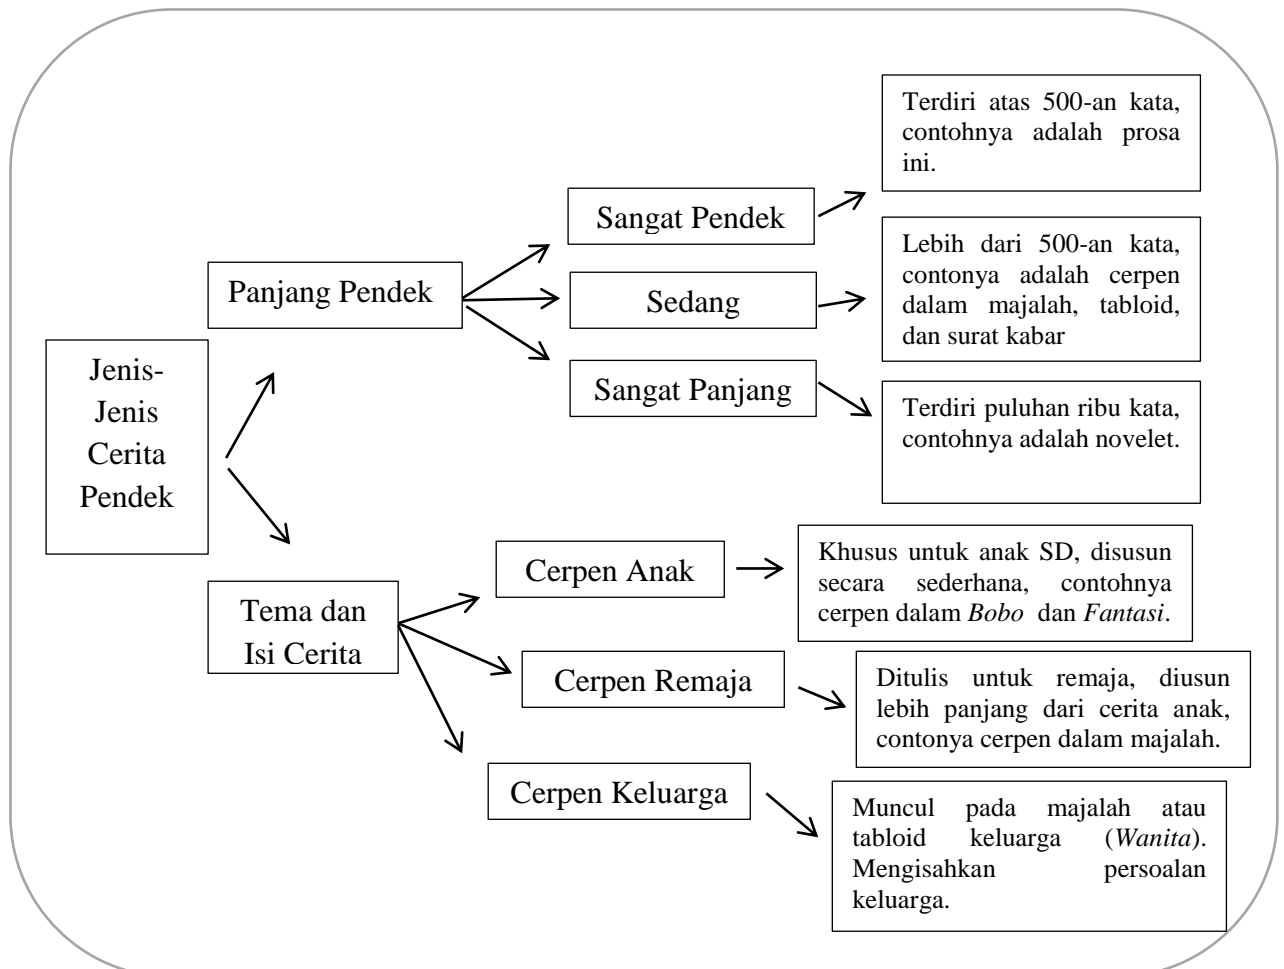 Jenis-
Jenis
Cerita
Pendek
Panjang Pendek
Sangat Pendek
Terdiri atas 500-an kata,
contohnya adalah prosa
ini.
Sedang
Lebih dari 500-an kata,
contonya adalah cerpen
dalam majalah, tabloid,
dan surat kabar
Sangat Panjang
Terdiri puluhan ribu kata,
contohnya adalah novelet.
Tema dan
Isi Cerita
Cerpen Anak
Khusus untuk anak SD, disusun
secara sederhana, contohnya
cerpen dalam Bobo dan Fantasi.
Cerpen Remaja
Ditulis untuk remaja, diusun
lebih panjang dari cerita anak,
contonya cerpen dalam majalah.
Cerpen Keluarga
Muncul pada majalah atau
tabloid keluarga (Wanita).
Mengisahkan persoalan
keluarga.